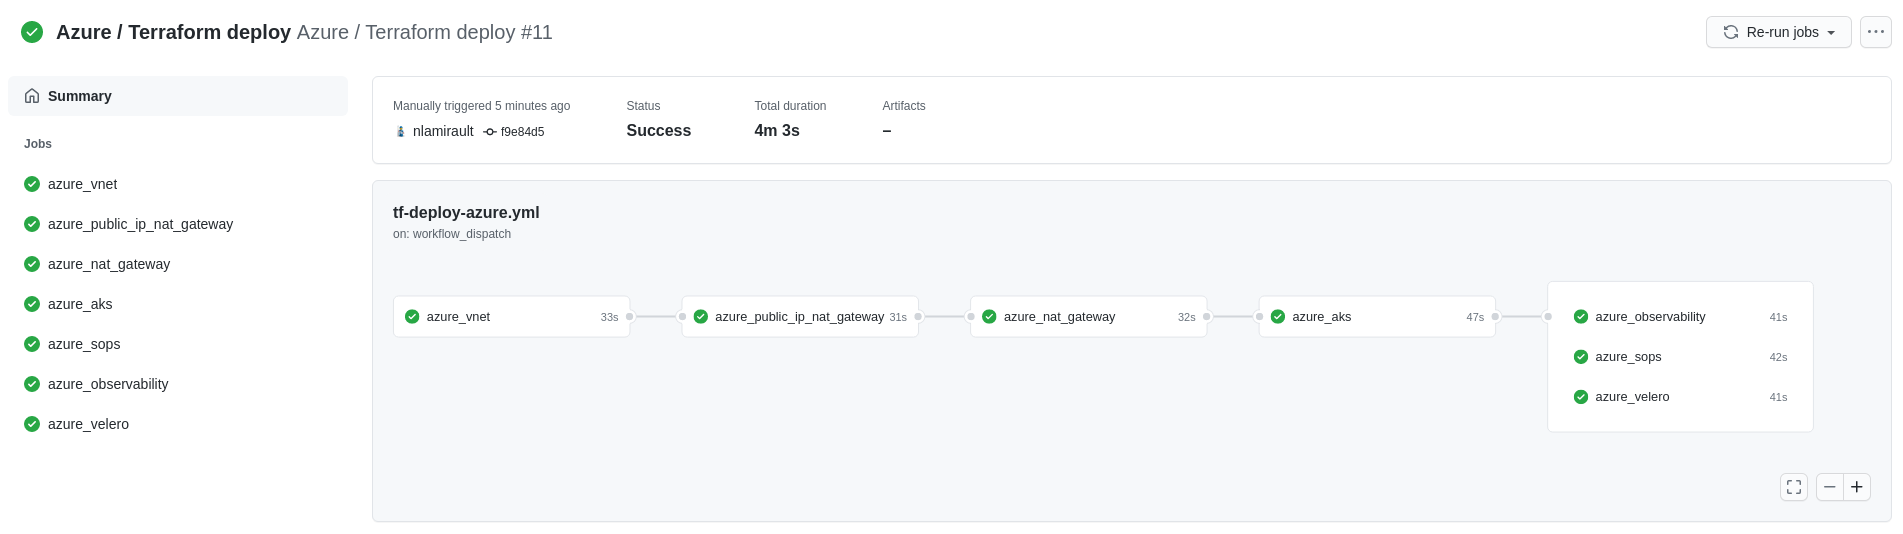 Azure / Terraform deploy Azure / Terraform deploy #11
Re-run jobs
Summary
Jobs
azure_vnet
azure_public_ip_nat_gateway
azure_nat_gateway
azure_aks
azure_sops
azure_observability
azure_velero
Manually triggered 5 minutes ago
nlamirault f9e84d5
Status
Success
Total duration
4m 3s
Artifacts
–
tf-deploy-azure.yml
on: workflow_dispatch
azure_vnet 33s
azure_public_ip_nat_gateway 31s
azure_nat_gateway 32s
azure_aks 47s
azure_observability 41s
azure_sops 42s
azure_velero 41s